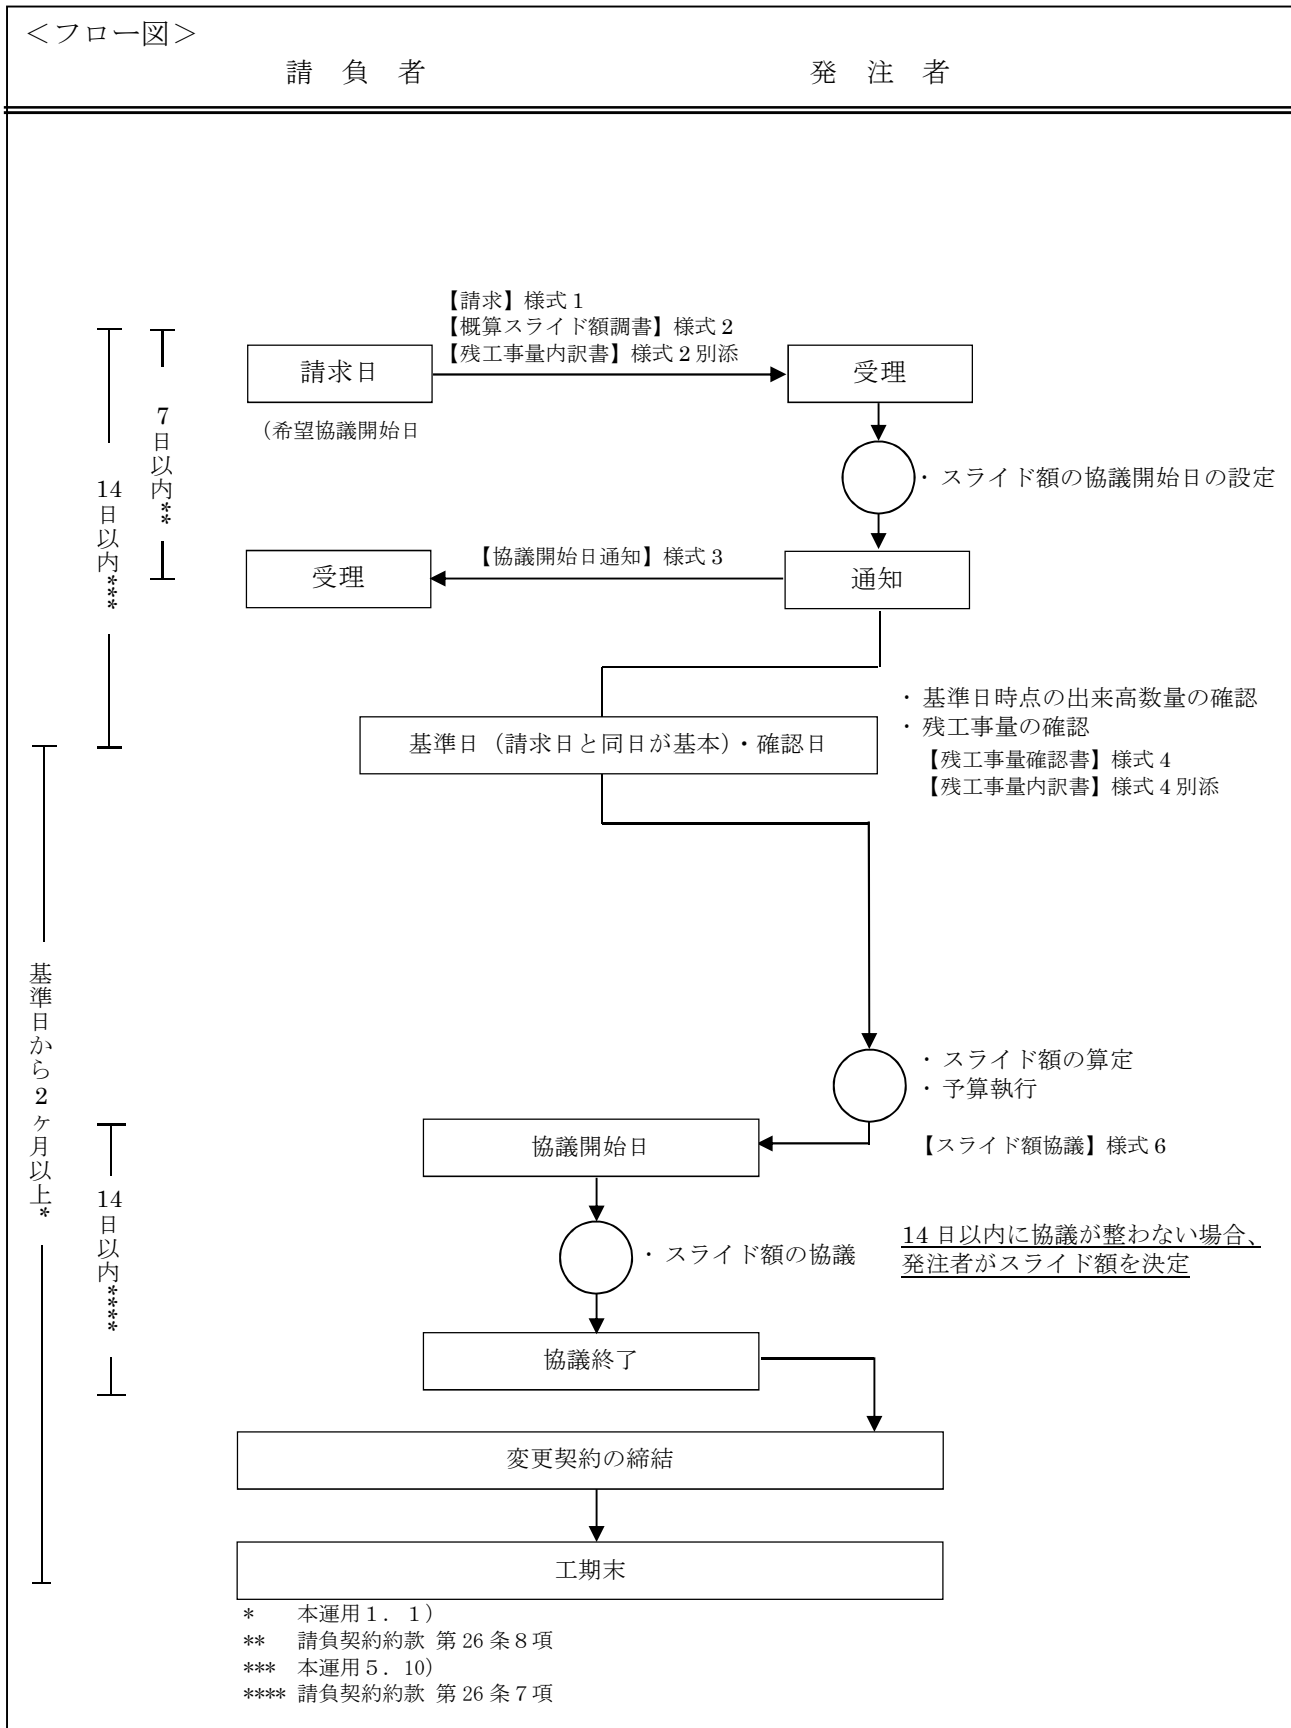 ＜フロー図＞
請　負　者
発　注　者
【請求】様式１
【概算スライド額調書】様式２
【残工事量内訳書】様式２別添
請求日
受理
（希望協議開始日
・スライド額の協議開始日の設定
7日以内**
14日以内***
【協議開始日通知】様式３
受理
通知
・基準日時点の出来高数量の確認
・残工事量の確認
【残工事量確認書】様式４
【残工事量内訳書】様式４別添
基準日（請求日と同日が基本）・確認日
基準日から2ヶ月以上*
・スライド額の算定
・予算執行
協議開始日
【スライド額協議】様式６
14日以内****
・スライド額の協議
14 日以内に協議が整わない場合、
発注者がスライド額を決定
協議終了
変更契約の締結
工期末
*　本運用１．１）
**　請負契約約款 第 26 条８項
***　本運用５．10）
****　請負契約約款 第 26 条７項